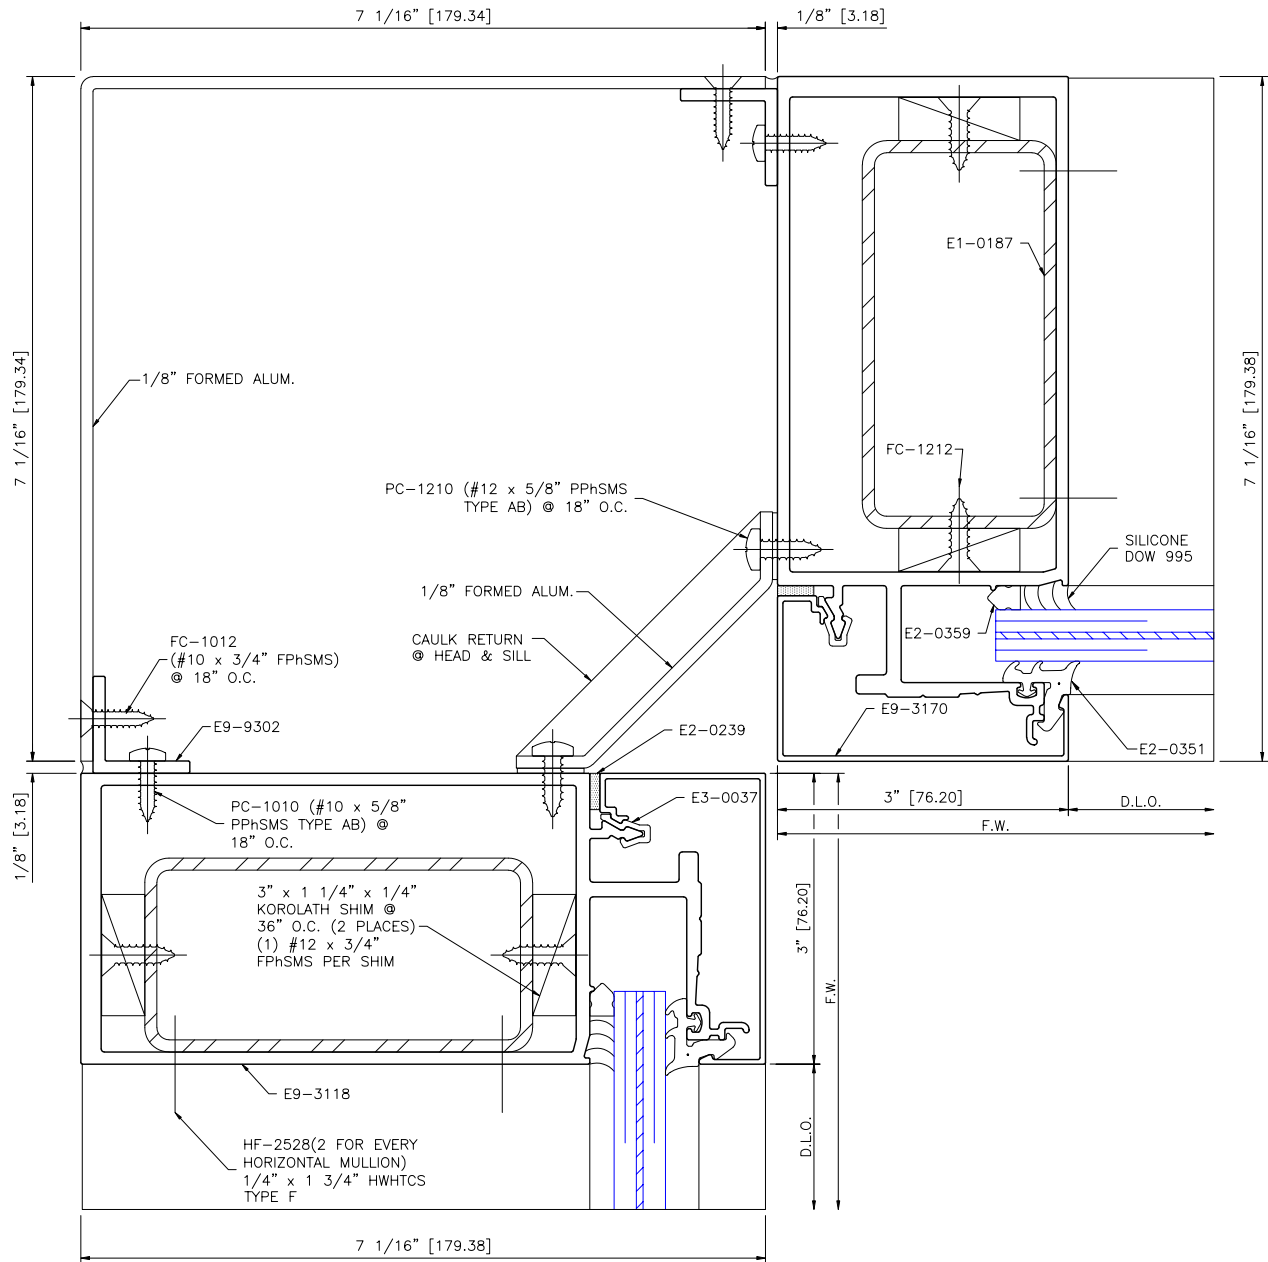 7 1/16” [179.34]
1/8” [3.18]
E1-0187
7 1/16” [179.34]
1/8” FORMED ALUM.
7 1/16” [179.38]
FC-1212
PC-1210 (#12 x 5/8” PPhSMS
TYPE AB) @ 18” O.C.
SILICONE
DOW 995
1/8” FORMED ALUM.
CAULK RETURN
@ HEAD & SILL
E2-0359
FC-1012
(#10 x 3/4” FPhSMS)
@ 18” O.C.
E9-3170
E9-9302
E2-0239
E2-0351
E3-0037
3” [76.20]
D.L.O.
F.W.
PC-1010 (#10 x 5/8”
PPhSMS TYPE AB) @
18” O.C.
1/8” [3.18]
3” x 1 1/4” x 1/4”
KOROLATH SHIM @
36” O.C. (2 PLACES)
(1) #12 x 3/4”
FPhSMS PER SHIM
3” [76.20]
F.W.
E9-3118
D.L.O.
HF-2528(2 FOR EVERY
HORIZONTAL MULLION)
1/4” x 1 3/4” HWHTCS
TYPE F
7 1/16” [179.38]